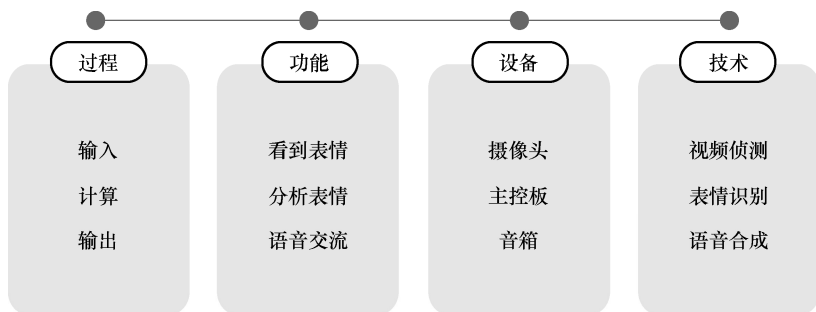 过程
功能
设备
技术
输入
看到表情
摄像头
视频侦测
计算
分析表情
主控板
表情识别
输出
语音交流
音箱
语音合成